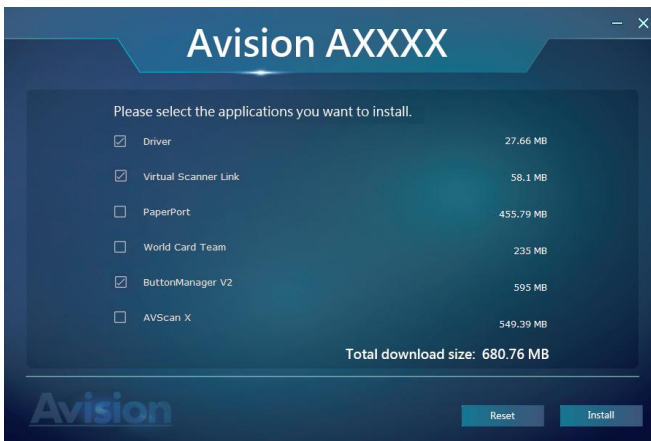 Avision AXXXX
Please select the applications you want to install.
Driver 27.66 MB
Virtual Scanner Link 58.1 MB
PaperPort 455.79 MB
World Card Team 235 MB
ButtonManager V2 595 MB
AVScan X 549.39 MB
Total download size: 680.76 MB
Avision
Reset Install